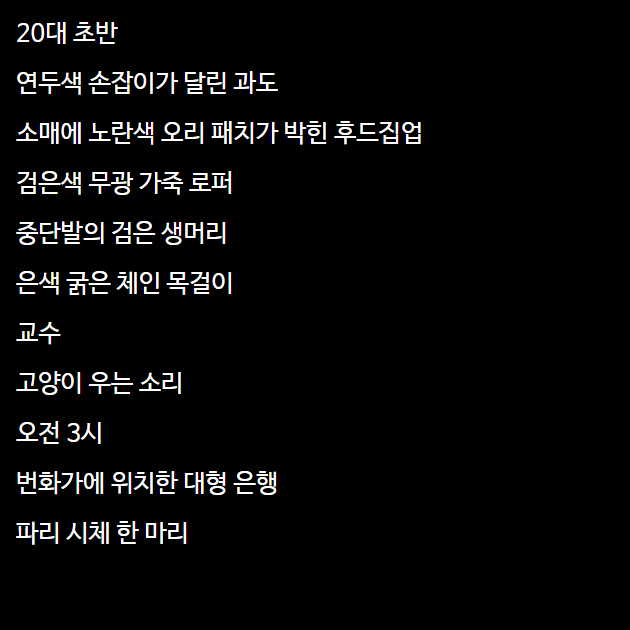 20대 초반
연두색 손잡이가 달린 과도
소매에 노란색 오리 패치가 박힌 후드집업
검은색 무광 가죽 로퍼
중단발의 검은 생머리
은색 굵은 체인 목걸이
교수
고양이 우는 소리
오전 3시
번화가에 위치한 대형 은행
파리 시체 한 마리